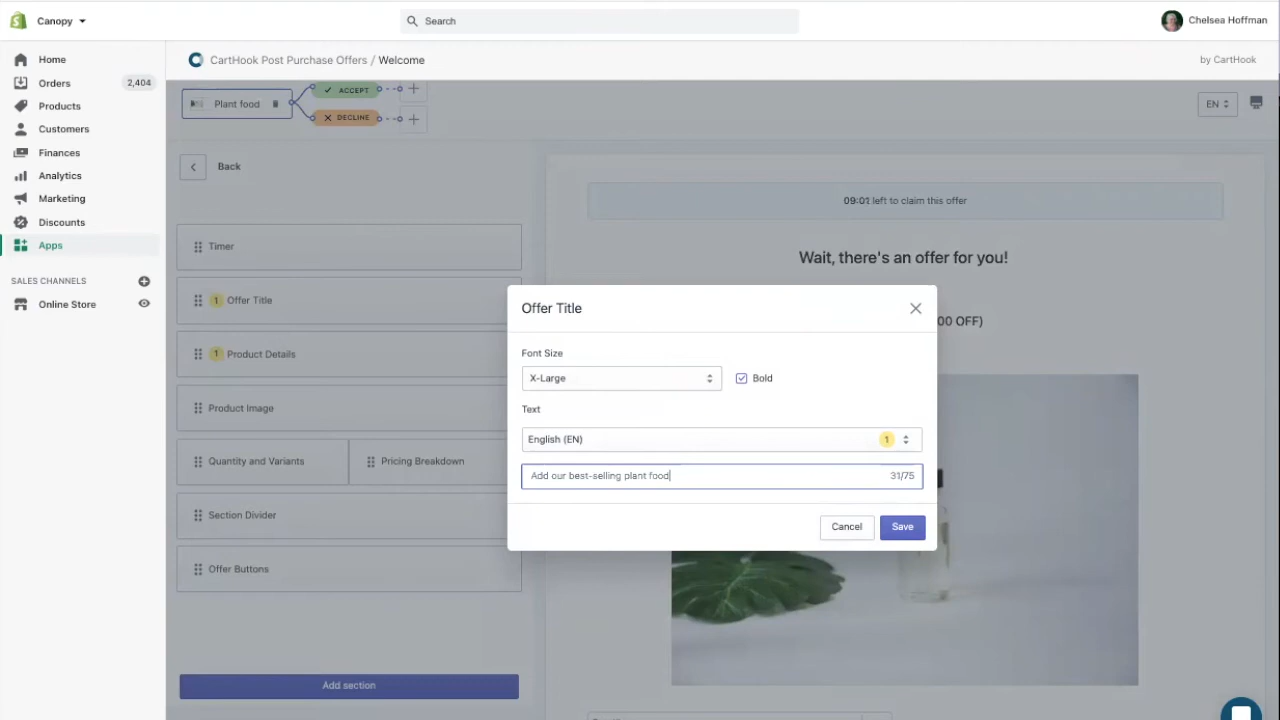 Canopy
Search
Chelsea Hoffman
Home
Orders 2,404
Products
Customers
Finances
Analytics
Marketing
Discounts
Apps
SALES CHANNELS
Online Store
CartHook Post Purchase Offers / Welcome
by CartHook
Plant food
ACCEPT
DECLINE
EN
Back
Timer
1 Offer Title
1 Product Details
Product Image
Quantity and Variants
Pricing Breakdown
Section Divider
Offer Buttons
Add section
09:01 left to claim this offer
Wait, there's an offer for you!
00 OFF)
Offer Title
Font Size
X-Large
Bold
Text
English (EN) 1
Add our best-selling plant food 31/75
Cancel
Save